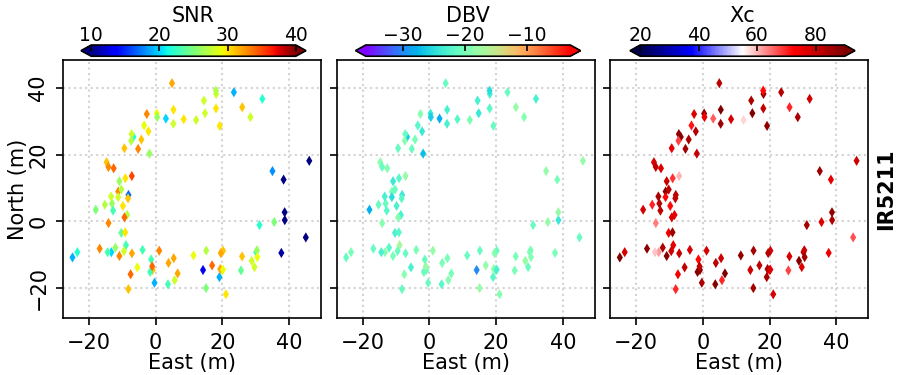 SNR DBV Xc
10 20 30 40 −30 −20 −10 20 40 60 80
40
20
0
−20
North (m)
IR5211
−20 0 20 40 −20 0 20 40 −20 0 20 40
East (m) East (m) East (m)